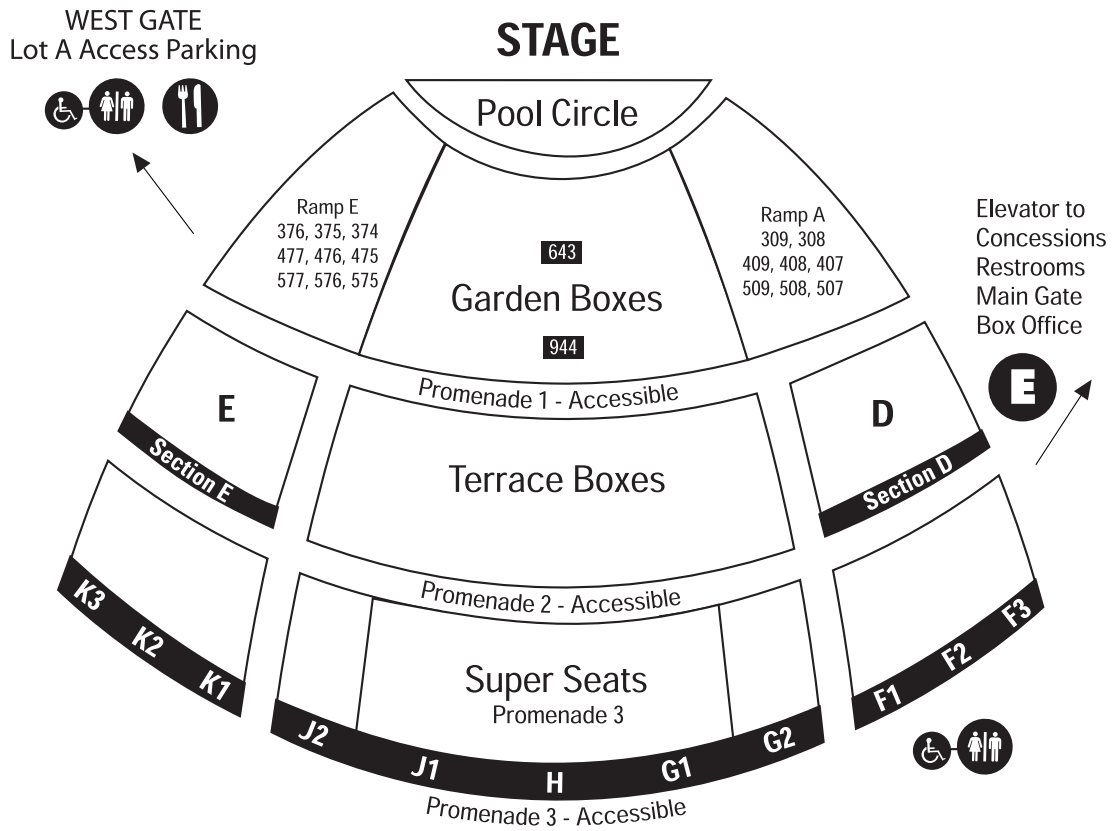 WEST GATE
Lot A Access Parking
STAGE
Pool Circle
Ramp E
376, 375, 374
477, 476, 475
577, 576, 575
643
Garden Boxes
944
Ramp A
309, 308
409, 408, 407
509, 508, 507
Elevator to
Concessions
Restrooms
Main Gate
Box Office
E
Promenade 1 - Accessible
E
Section E
Terrace Boxes
D
Section D
Promenade 2 - Accessible
K3
K2
K1
Super Seats
Promenade 3
J2
J1
H
G1
G2
F1
F2
F3
Promenade 3 - Accessible